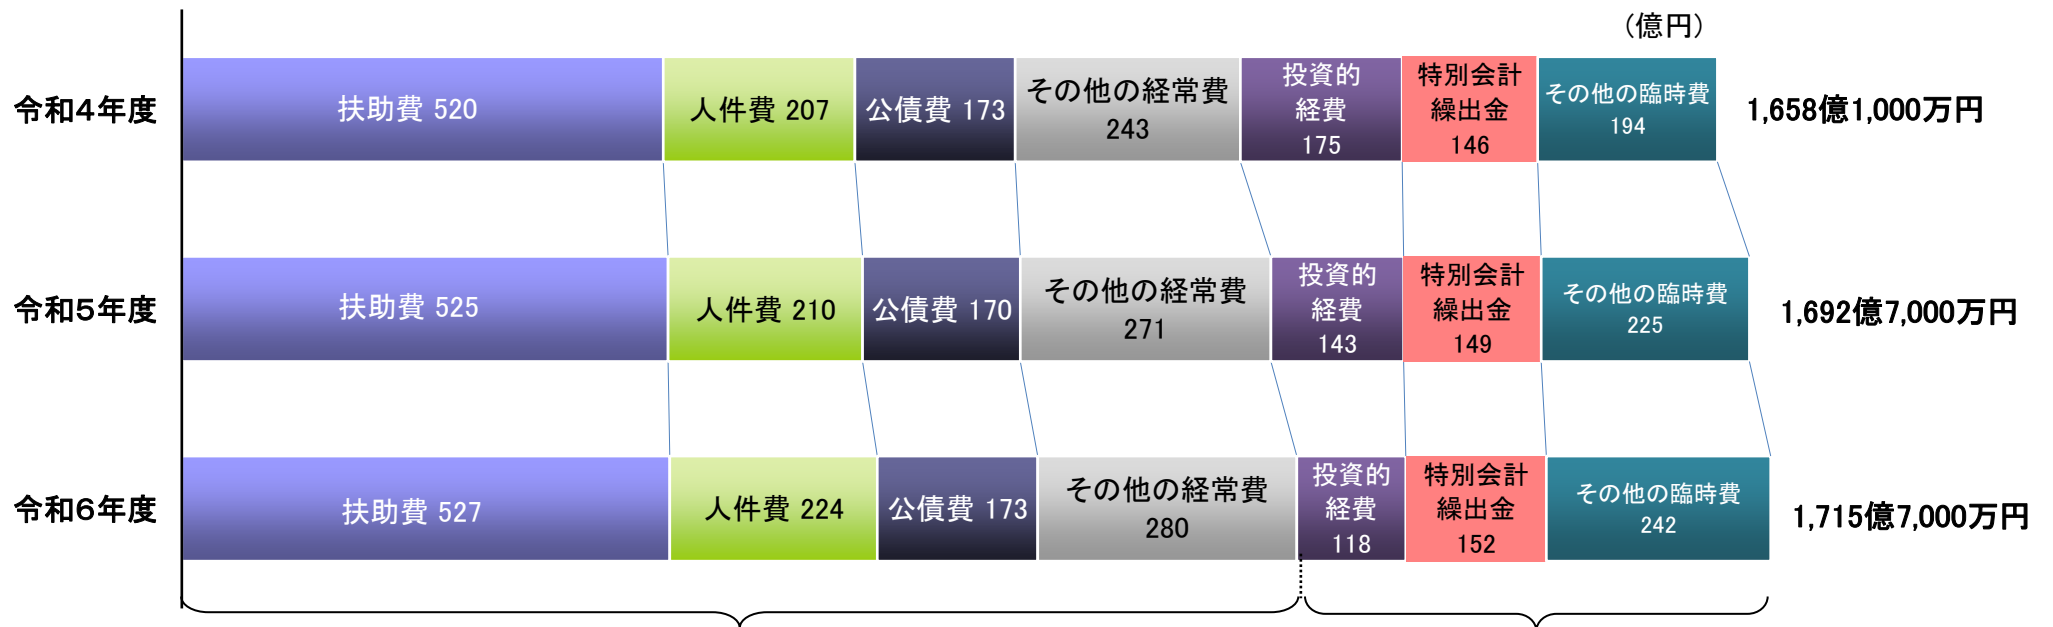 (億円)
令和4年度
扶助費 520
人件費 207
公債費 173
その他の経常費
243
投資的
経費
175
特別会計
繰出金
146
その他の臨時費
194
1,658億1,000万円
令和5年度
扶助費 525
人件費 210
公債費 170
その他の経常費
271
投資的
経費
143
特別会計
繰出金
149
その他の臨時費
225
1,692億7,000万円
令和6年度
扶助費 527
人件費 224
公債費 173
その他の経常費
280
投資的
経費
118
特別会計
繰出金
152
その他の臨時費
242
1,715億7,000万円